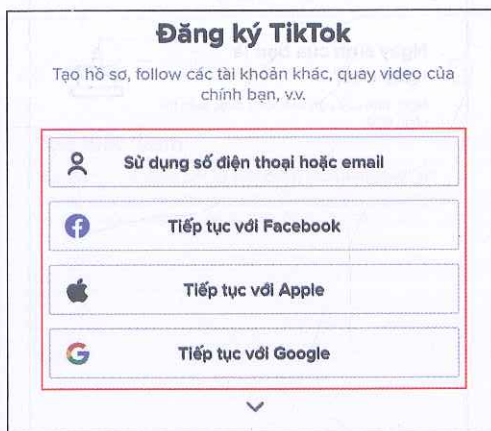 Đăng ký TikTok
Tạo hồ sơ, follow các tài khoản khác, quay video của
chính bạn, v.v.
Sử dụng số điện thoại hoặc email
Tiếp tục với Facebook
Tiếp tục với Apple
Tiếp tục với Google